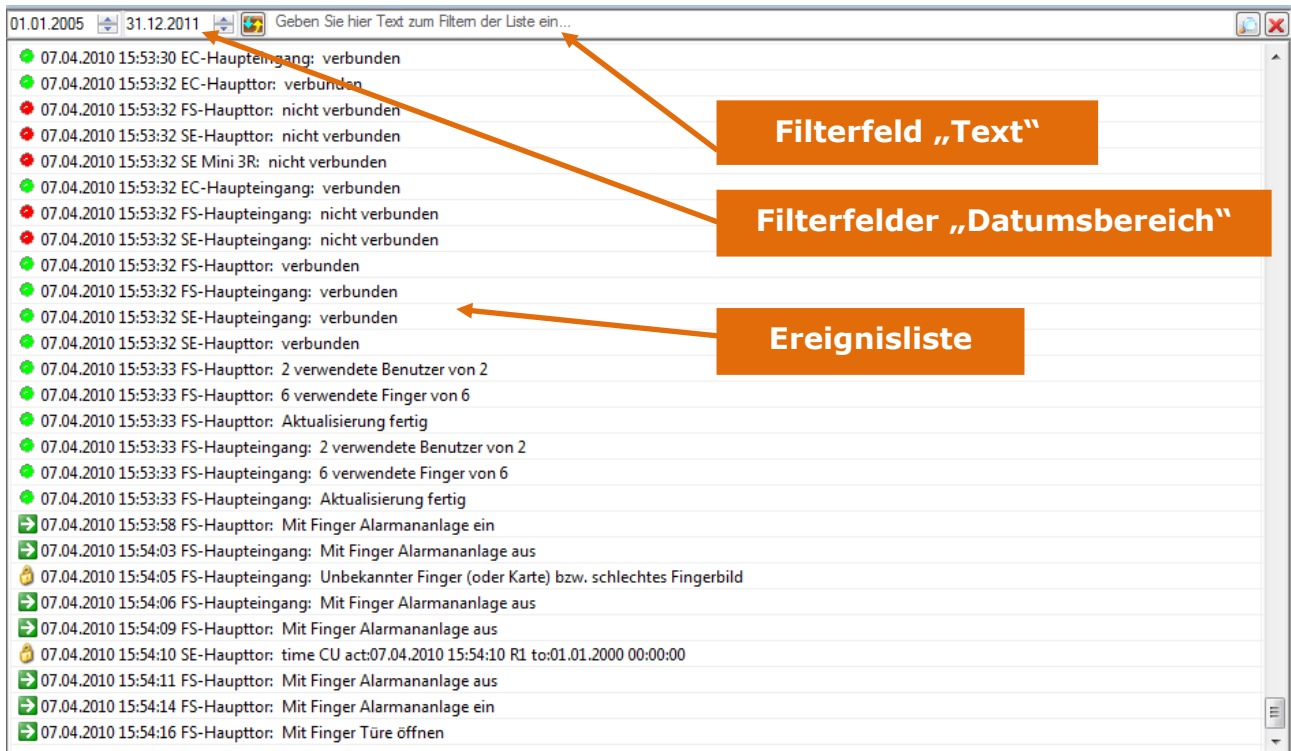 01.01.2005 31.12.2011 Geben Sie hier Text zum Filtern der Liste ein...
07.04.2010 15:53:30 EC-Haupteingang: verbunden
07.04.2010 15:53:32 EC-Haupttor: verbunden
07.04.2010 15:53:32 FS-Haupttor: nicht verbunden
Filterfeld „Text“
07.04.2010 15:53:32 SE-Haupttor: nicht verbunden
07.04.2010 15:53:32 SE Mini 3R: nicht verbunden
07.04.2010 15:53:32 EC-Haupteingang: verbunden
07.04.2010 15:53:32 FS-Haupteingang: nicht verbunden
Filterfelder „Datumsbereich“
07.04.2010 15:53:32 SE-Haupteingang: nicht verbunden
07.04.2010 15:53:32 FS-Haupttor: verbunden
07.04.2010 15:53:32 FS-Haupteingang: verbunden
07.04.2010 15:53:32 SE-Haupteingang: verbunden
Ereignisliste
07.04.2010 15:53:32 SE-Haupttor: verbunden
07.04.2010 15:53:33 FS-Haupttor: 2 verwendete Benutzer von 2
07.04.2010 15:53:33 FS-Haupttor: 6 verwendete Finger von 6
07.04.2010 15:53:33 FS-Haupttor: Aktualisierung fertig
07.04.2010 15:53:33 FS-Haupteingang: 2 verwendete Benutzer von 2
07.04.2010 15:53:33 FS-Haupteingang: 6 verwendete Finger von 6
07.04.2010 15:53:33 FS-Haupteingang: Aktualisierung fertig
07.04.2010 15:53:58 FS-Haupttor: Mit Finger Alarmananlage ein
07.04.2010 15:54:03 FS-Haupteingang: Mit Finger Alarmananlage aus
07.04.2010 15:54:05 FS-Haupteingang: Unbekannter Finger (oder Karte) bzw. schlechtes Fingerbild
07.04.2010 15:54:06 FS-Haupteingang: Mit Finger Alarmananlage aus
07.04.2010 15:54:09 FS-Haupttor: Mit Finger Alarmananlage aus
07.04.2010 15:54:10 SE-Haupttor: time CU act:07.04.2010 15:54:10 R1 to:01.01.2000 00:00:00
07.04.2010 15:54:11 FS-Haupttor: Mit Finger Alarmananlage aus
07.04.2010 15:54:14 FS-Haupttor: Mit Finger Alarmananlage ein
07.04.2010 15:54:16 FS-Haupttor: Mit Finger Türe öffnen